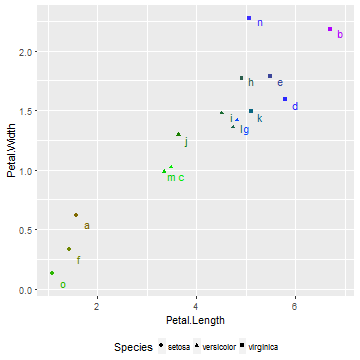 n
b
2.0
h
e
d
1.5
i
k
l g
j
m c
1.0
a
0.5
f
o
0.0
2
4
6
Petal.Width
Petal.Length
Species setosa versicolor virginica